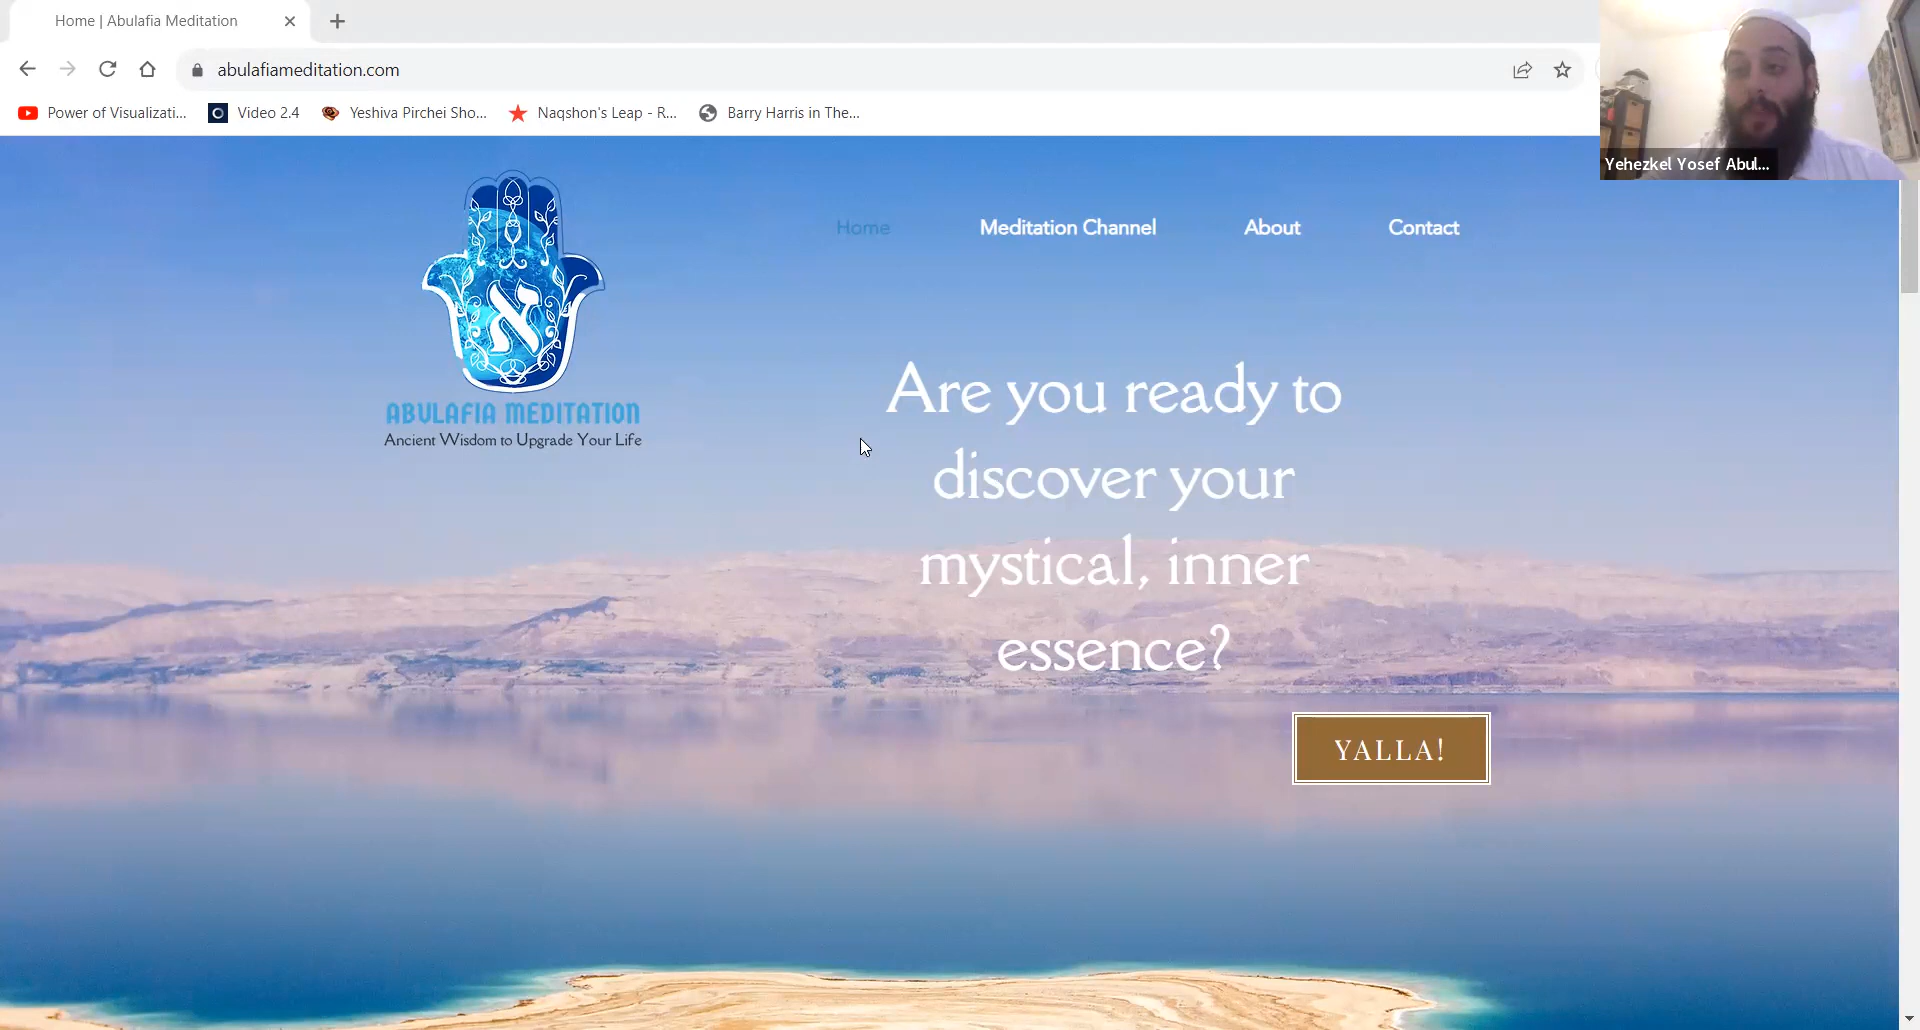 Home | Abulafia Meditation
abulafiameditation.com
Power of Visualizati...
Video 2.4
Yeshiva Pirchei Sho...
Naqshon's Leap - R...
Barry Harris in The...
Yehezkel Yosef Abul...
Home
Meditation Channel
About
Contact
א
ABULAFIA MEDITATION
Ancient Wisdom to Upgrade Your Life
Are you ready to
discover your
mystical, inner
essence?
YALLA!